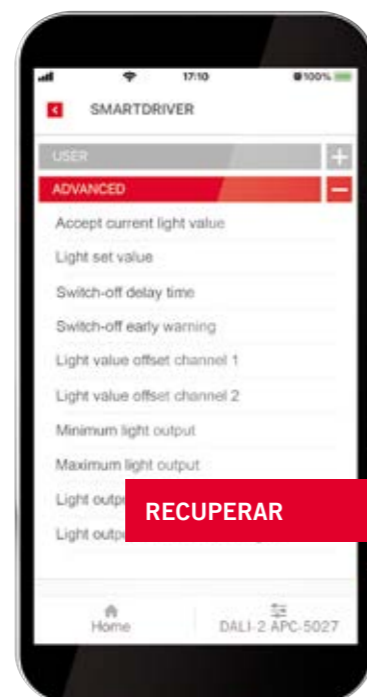 17:10
100%
SMARTDRIVER
USER
ADVANCED
Accept current light value
Light set value
Switch-off delay time
Switch-off early warning
Light value offset channel 1
Light value offset channel 2
Minimum light output
Maximum light output
Light
RECUPERAR
Light
Home
DALI-2 APC-5027